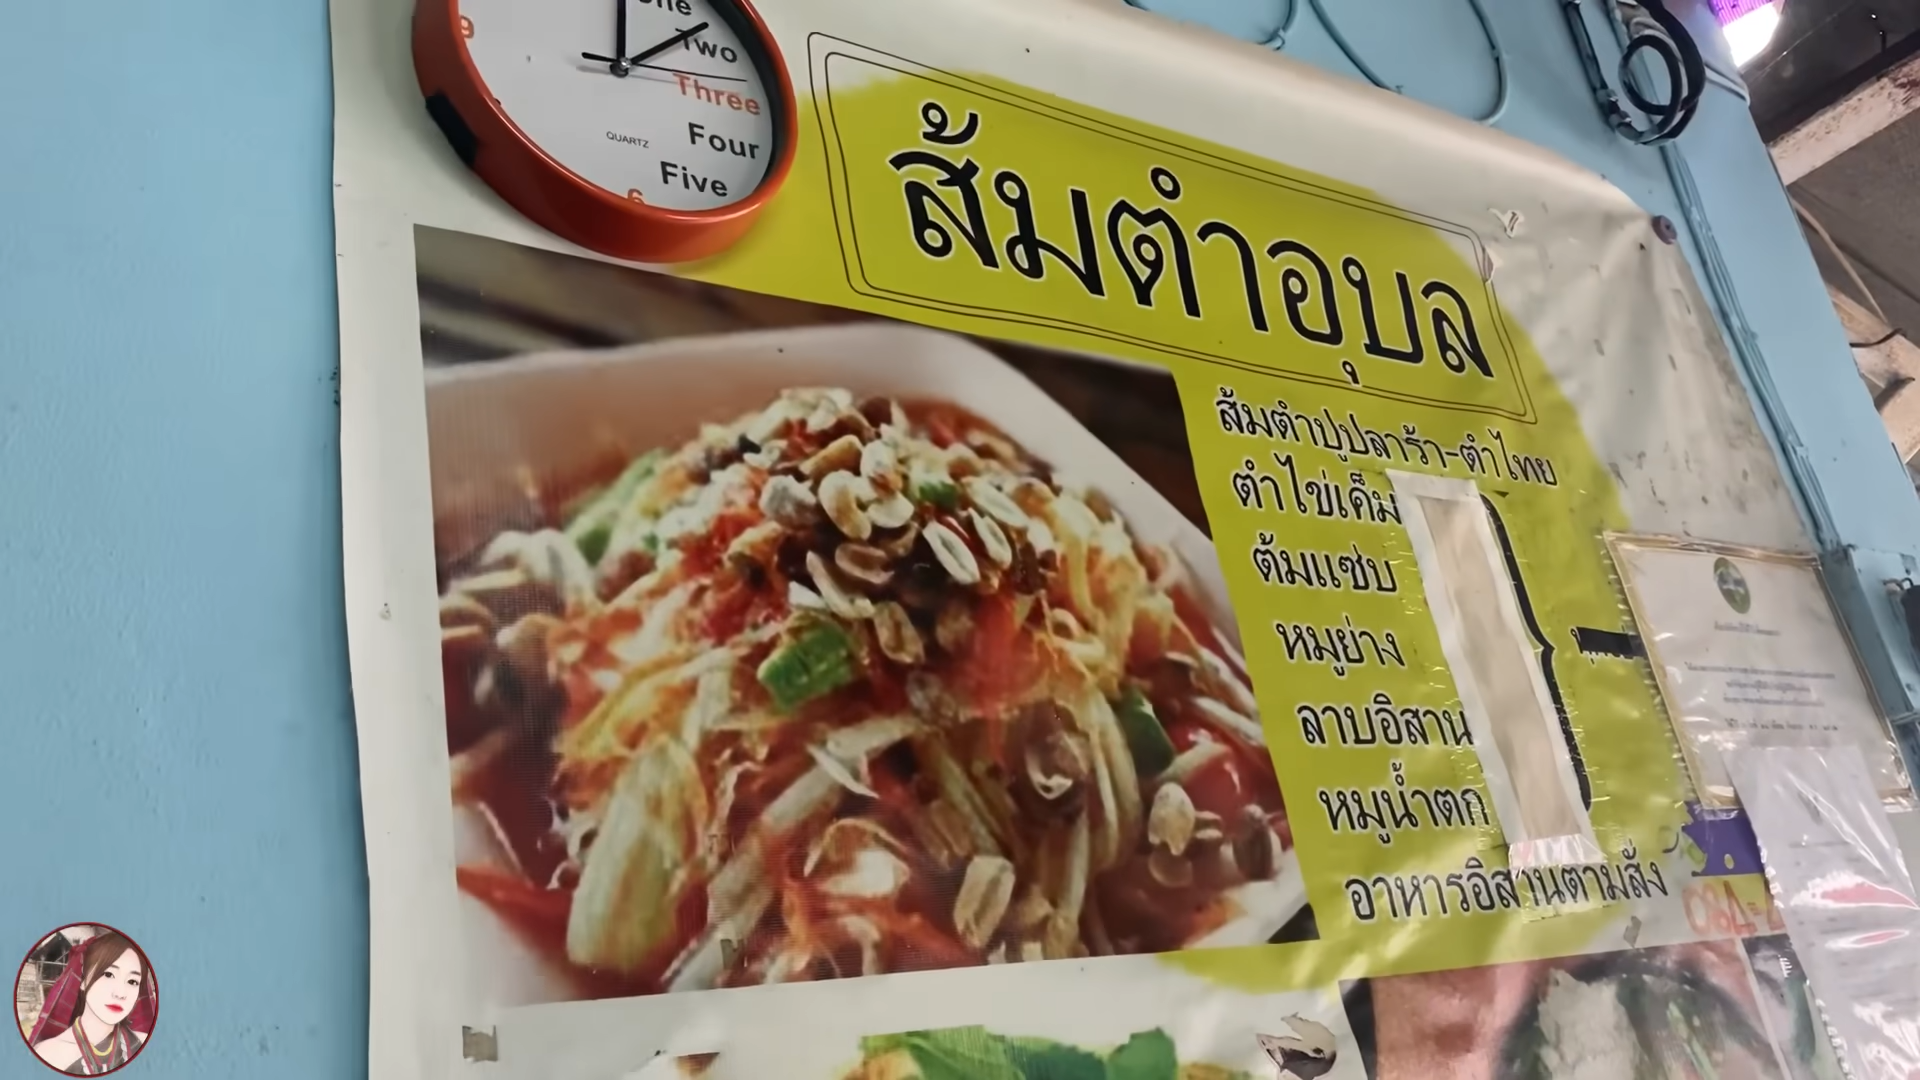 One
Two
Three
Four
Five
6
9
QUARTZ
ส้มตำอุบล
ส้มตำปูปลาร้า-ตำไทย
ตำไข่เค็ม
ต้มแซ่บ
หมูย่าง
ลาบอีสาน
หมูน้ำตก
อาหารอีสานตามสั่ง